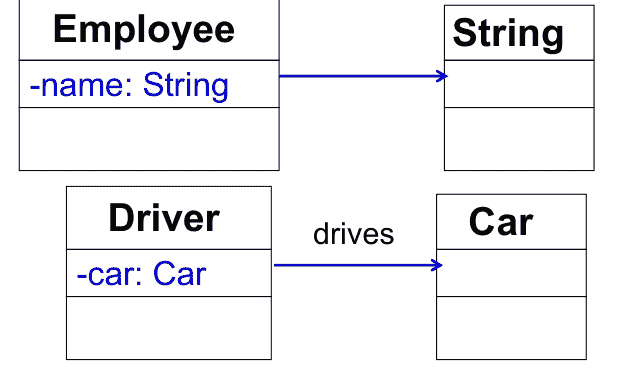 Employee
-name: String
String
Driver
-car: Car
drives
Car